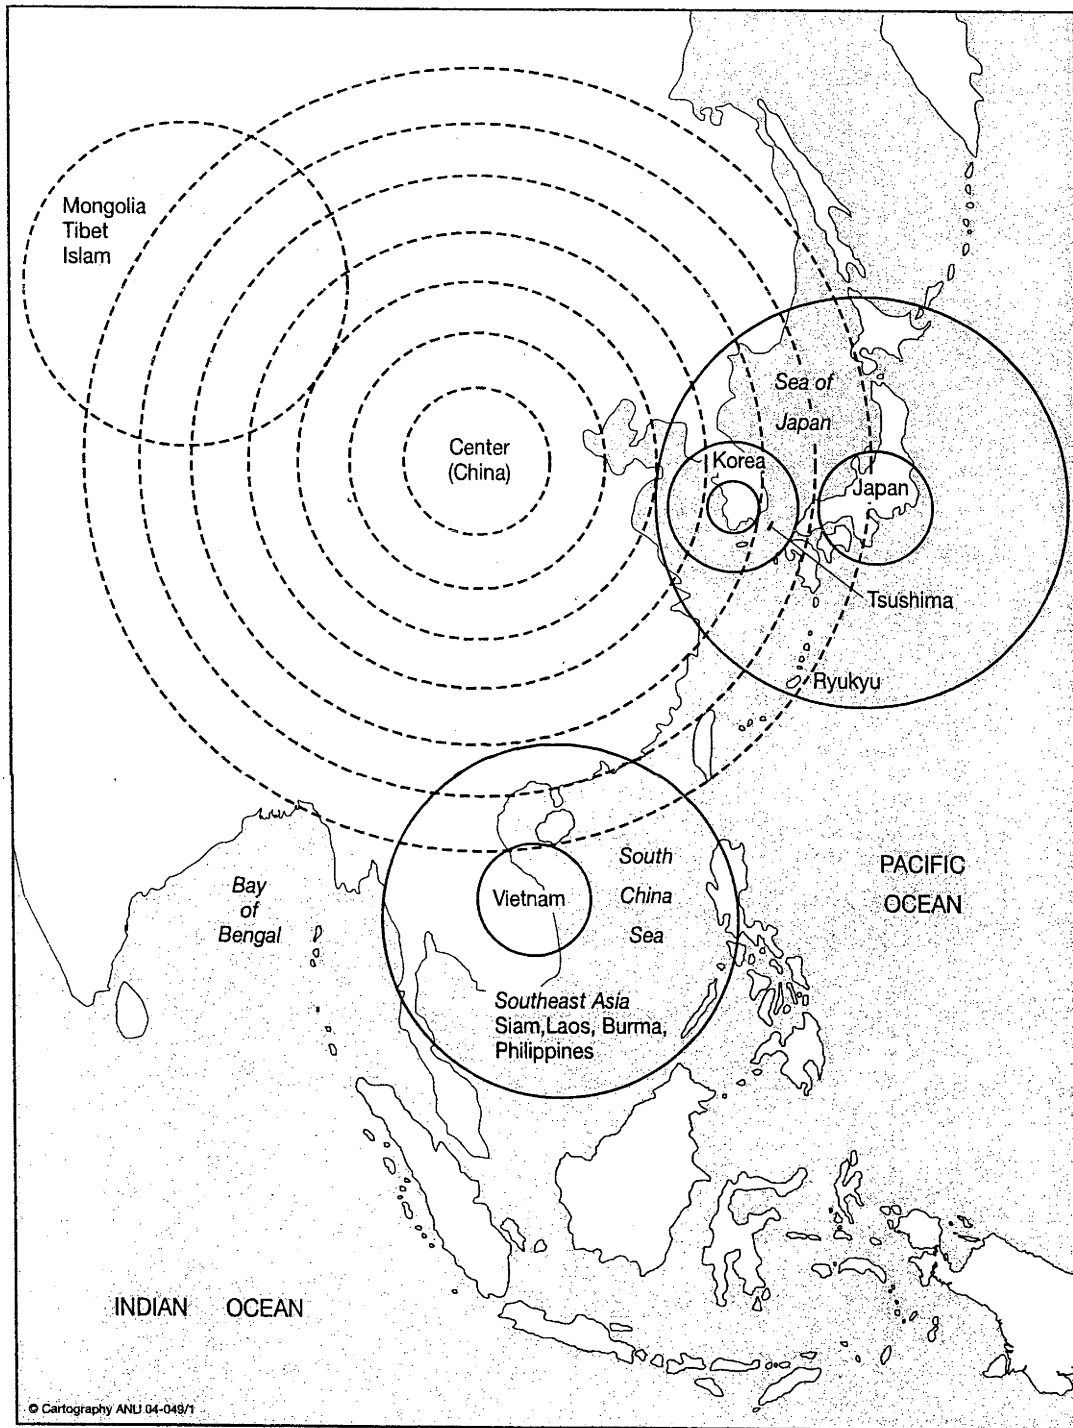 Mongolia
Tibet
Islam
Sea of
Japan
Center
(China)
Korea
Japan
Tsushima
Ryukyu
South
China
Sea
PACIFIC
OCEAN
Bay
of
Bengal
Vietnam
Southeast Asia
Siam,Laos, Burma,
Philippines
INDIAN OCEAN
© Cartography ANU 04-049/1